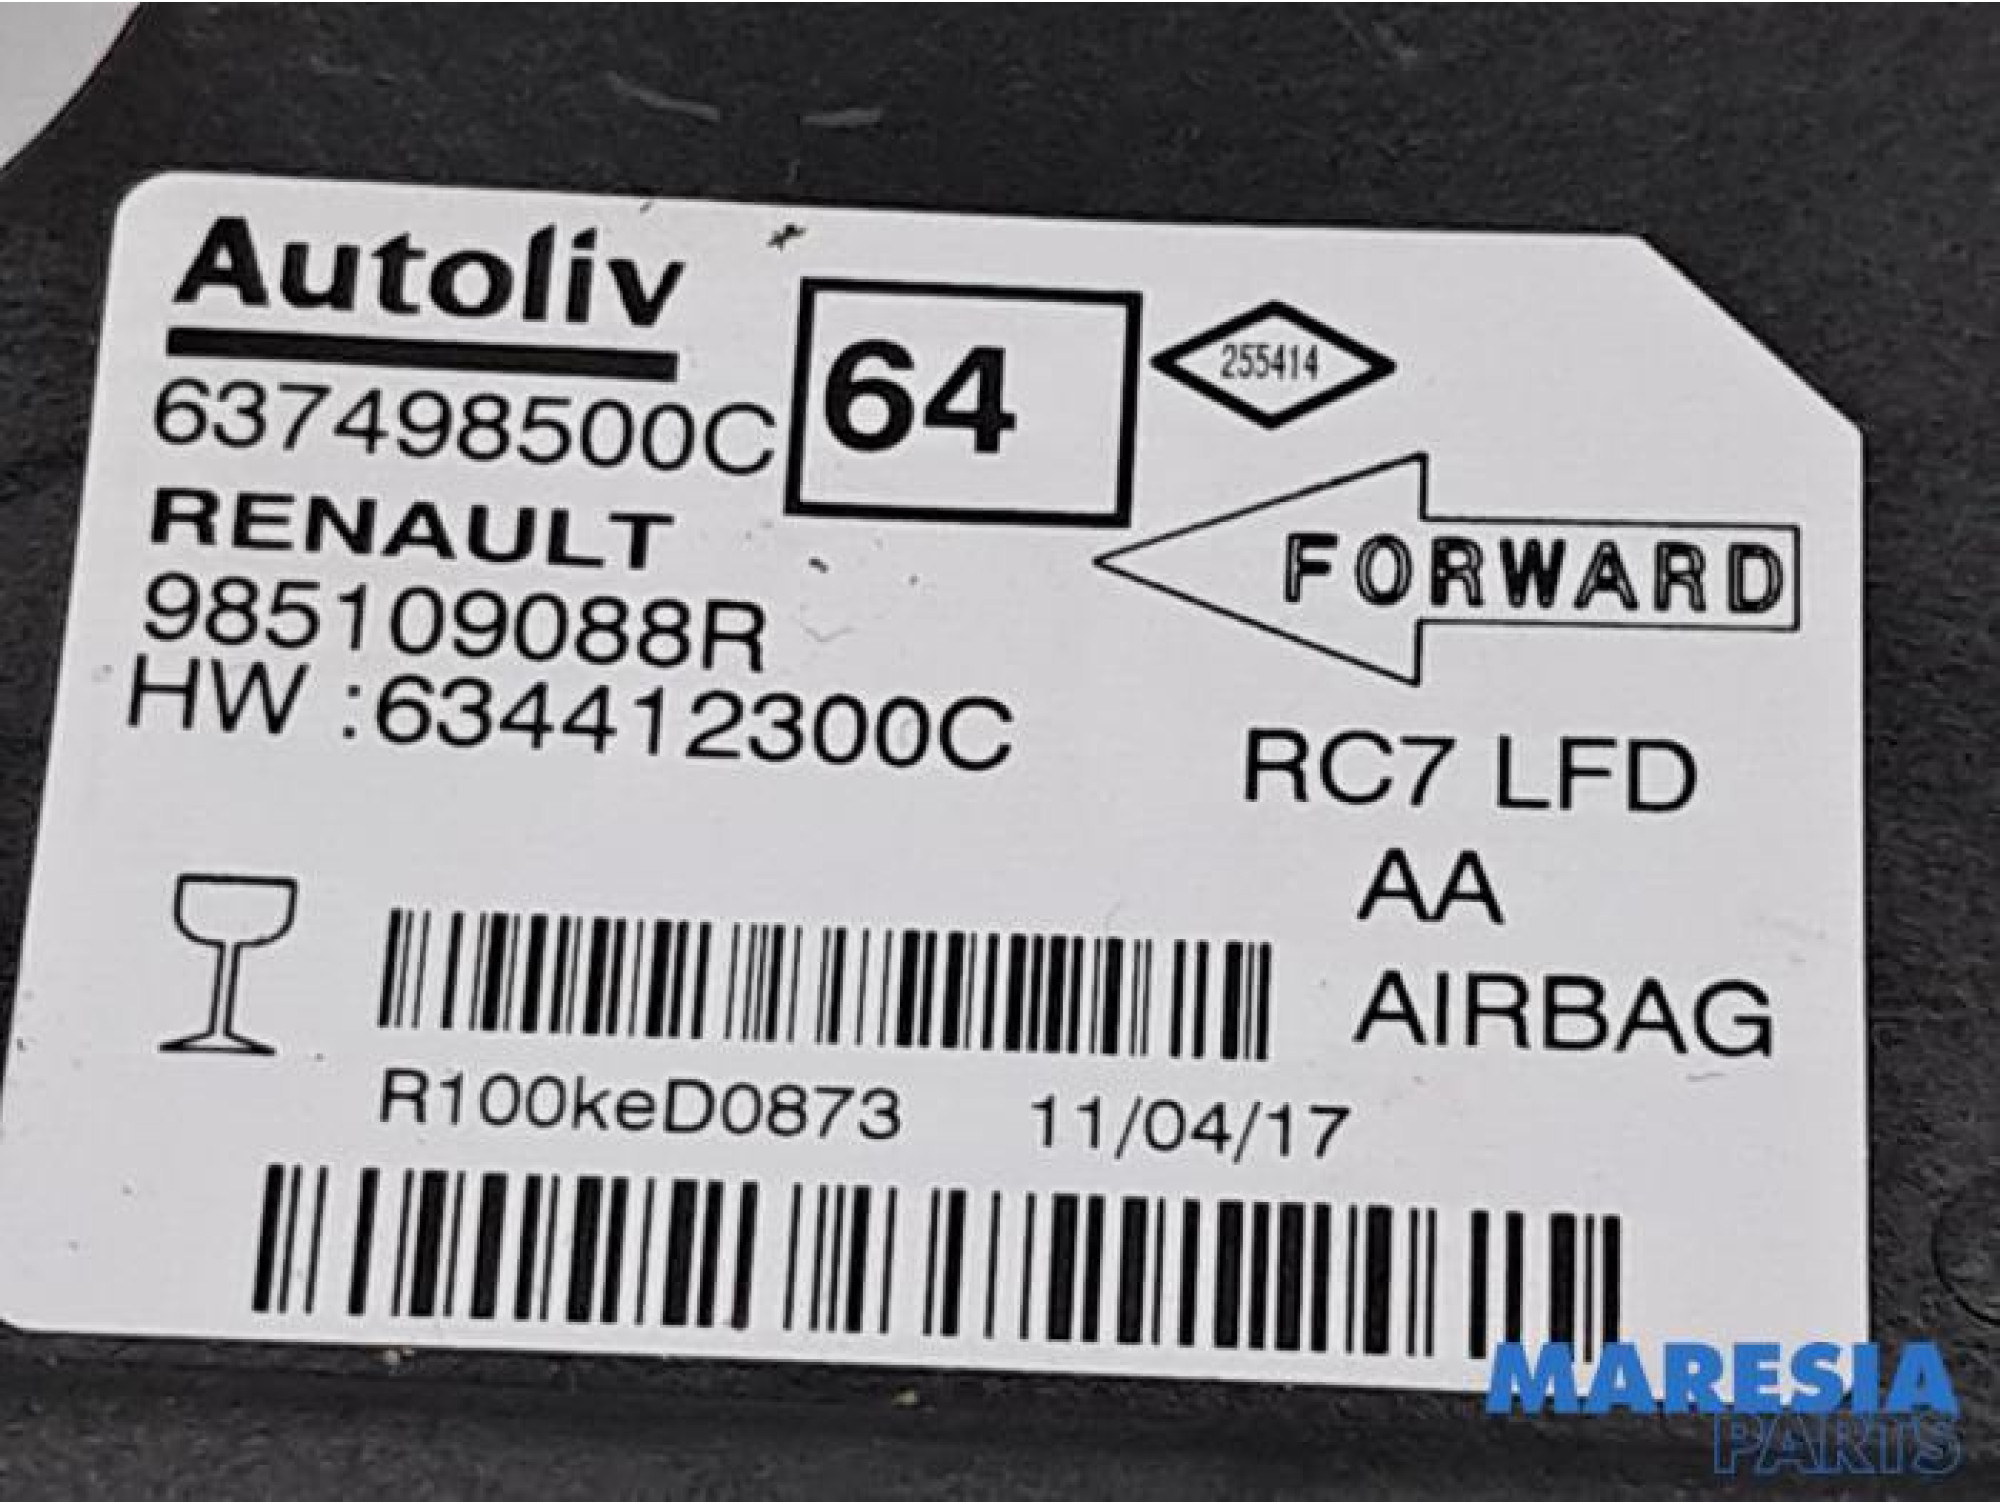 Autoliv
637498500C
64
255414
RENAULT
985109088R
FORWARD
HW :634412300C
RC7 LFD
AA
AIRBAG
R100keD0873 11/04/17
MARESIA
PARTS